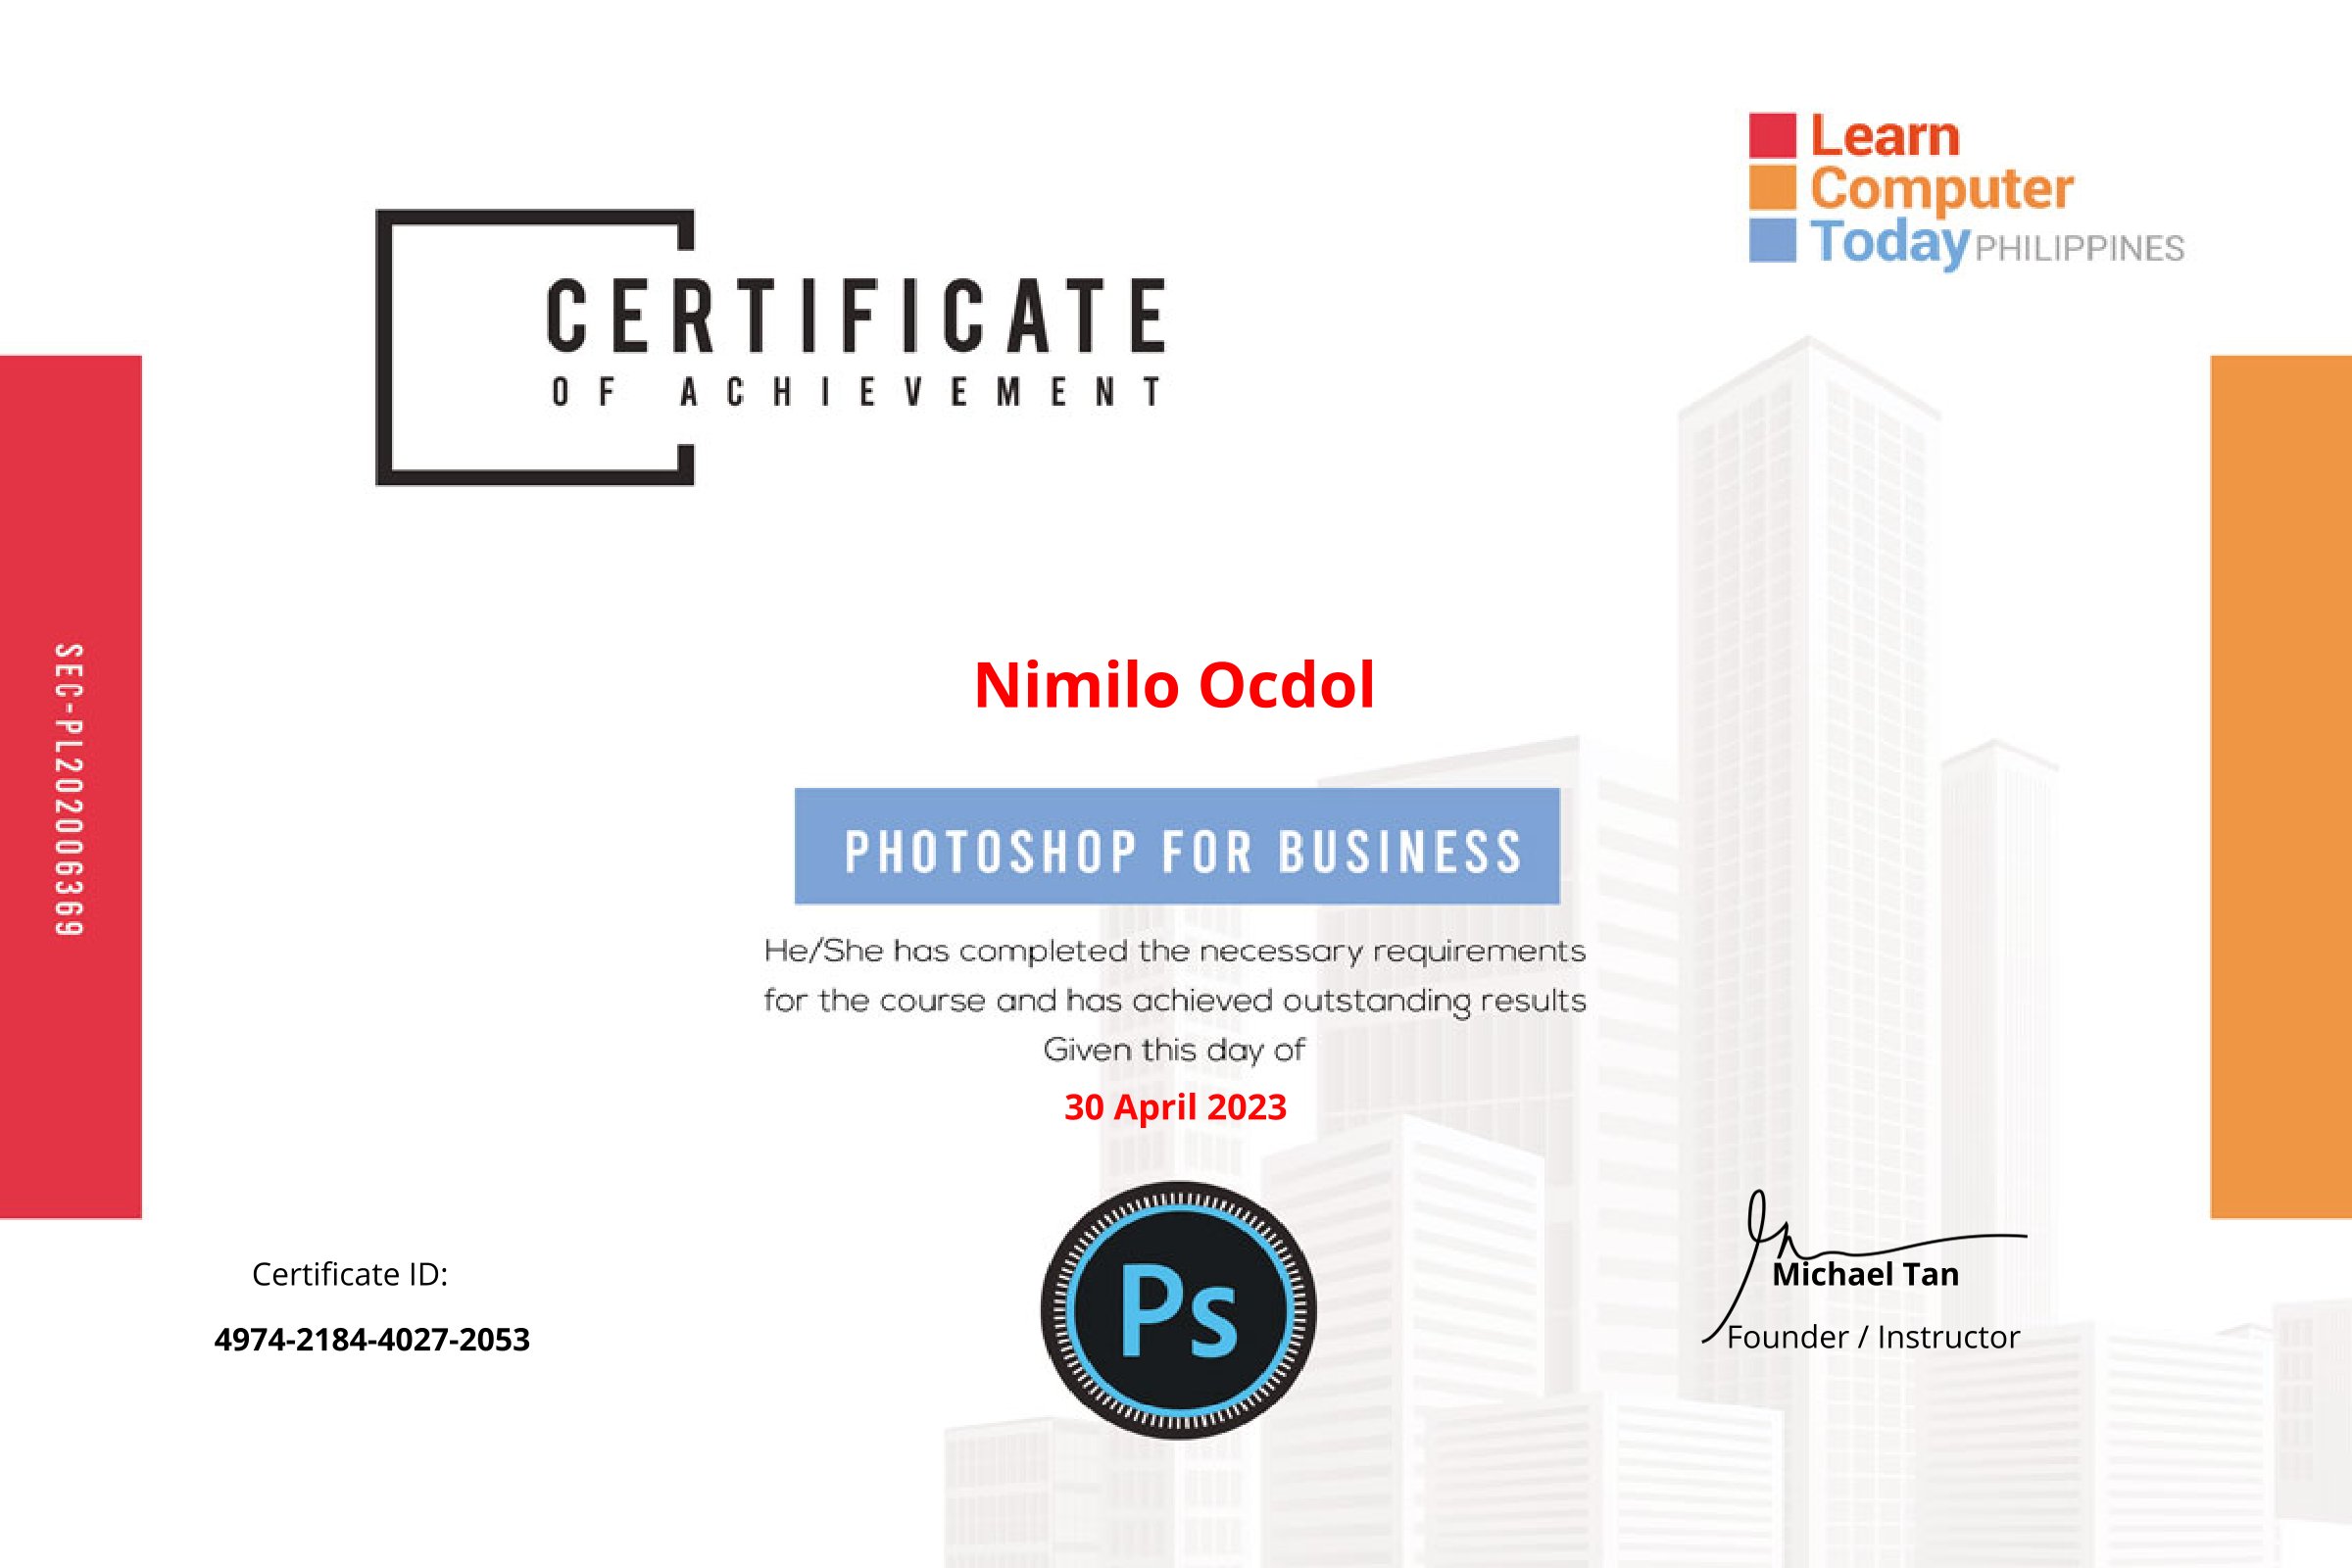 Learn
Computer
Today PHILIPPINES
CERTIFICATE
OF ACHIEVEMENT
SEC-PL202006369
Nimilo Ocdol
PHOTOSHOP FOR BUSINESS
He/She has completed the necessary requirements
for the course and has achieved outstanding results
Given this day of
30 April 2023
Ps
Certificate ID:
4974-2184-4027-2053
Michael Tan
Founder / Instructor